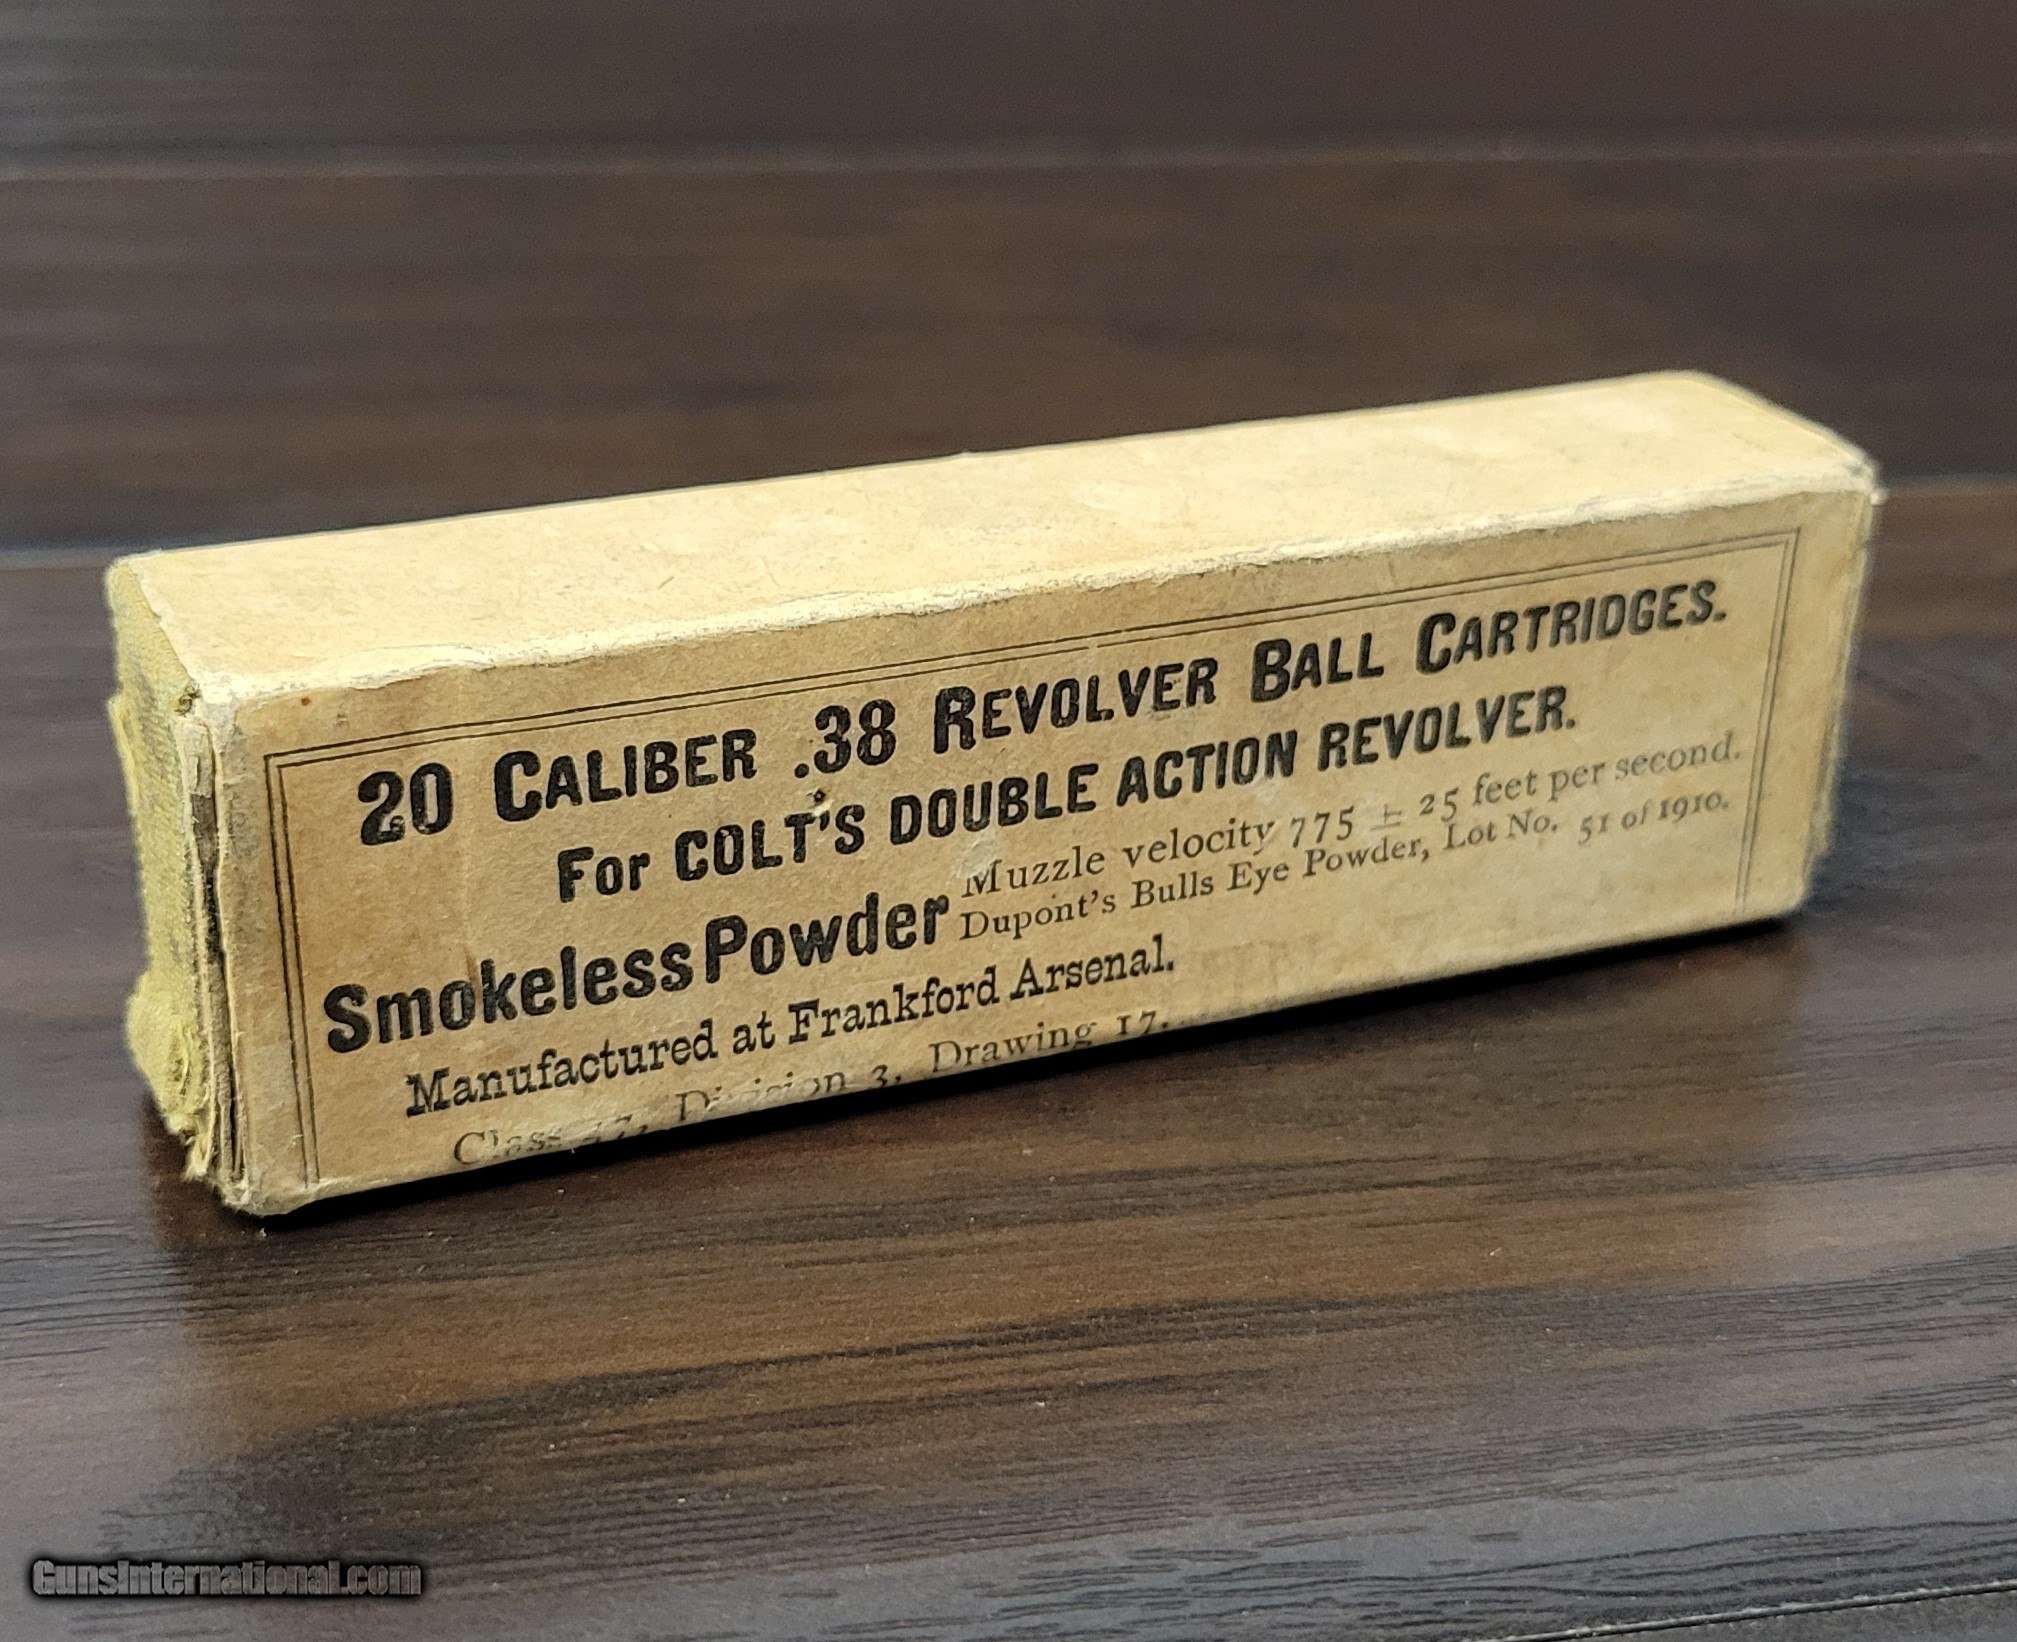 20 CALIBER .38 REVOLVER BALL CARTRIDGES.
For COLT'S DOUBLE ACTION REVOLVER.
Smokeless Powder
Muzzle velocity 775 ± 25 feet per second.
Dupont's Bulls Eye Powder, Lot No. 51 of 1910.
Manufactured at Frankford Arsenal.
Class 47, Division 3, Drawing 17.
GunsInternational.com